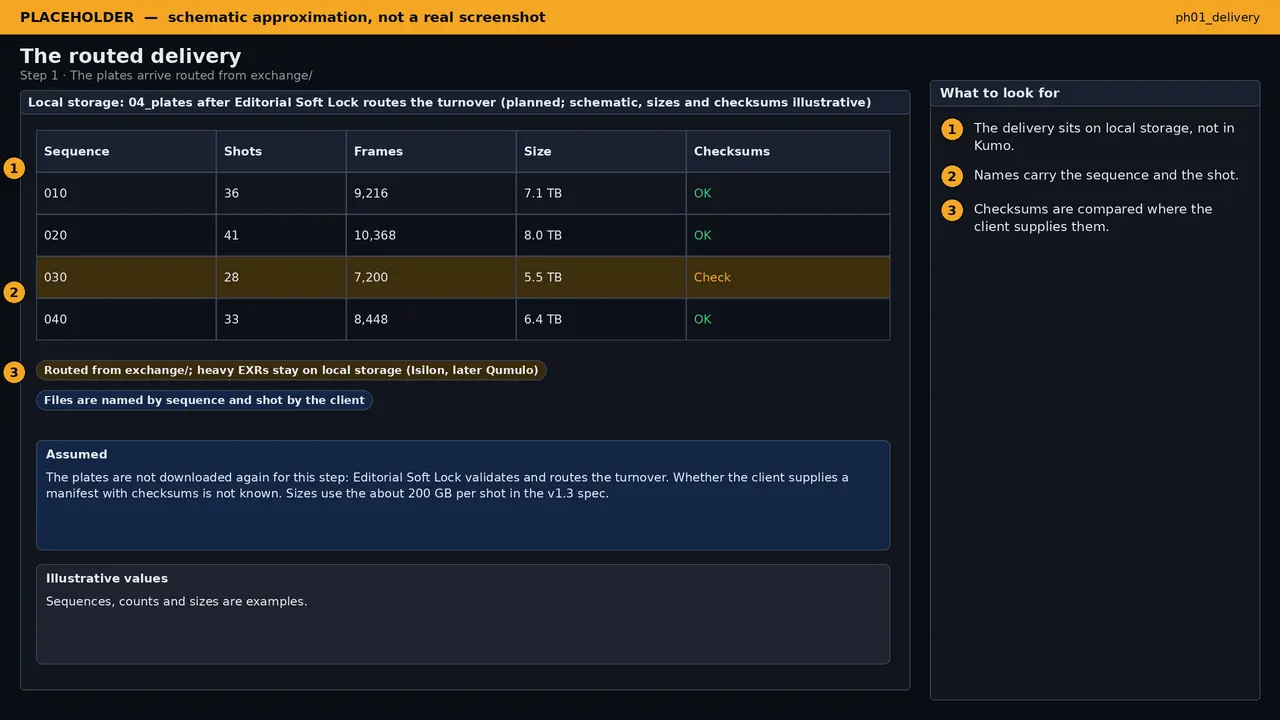 PLACEHOLDER — schematic approximation, not a real screenshot
ph01_delivery
The routed delivery
Step 1 · The plates arrive routed from exchange/
Local storage: 04_plates after Editorial Soft Lock routes the turnover (planned; schematic, sizes and checksums illustrative)
Sequence Shots Frames Size Checksums
1
010 36 9,216 7.1 TB OK
020 41 10,368 8.0 TB OK
030 28 7,200 5.5 TB Check
2
040 33 8,448 6.4 TB OK
3 Routed from exchange/; heavy EXRs stay on local storage (Isilon, later Qumulo)
Files are named by sequence and shot by the client
Assumed
The plates are not downloaded again for this step: Editorial Soft Lock validates and routes the turnover. Whether the client supplies a
manifest with checksums is not known. Sizes use the about 200 GB per shot in the v1.3 spec.
Illustrative values
Sequences, counts and sizes are examples.
What to look for
1 The delivery sits on local storage, not in
Kumo.
2 Names carry the sequence and the shot.
3 Checksums are compared where the
client supplies them.